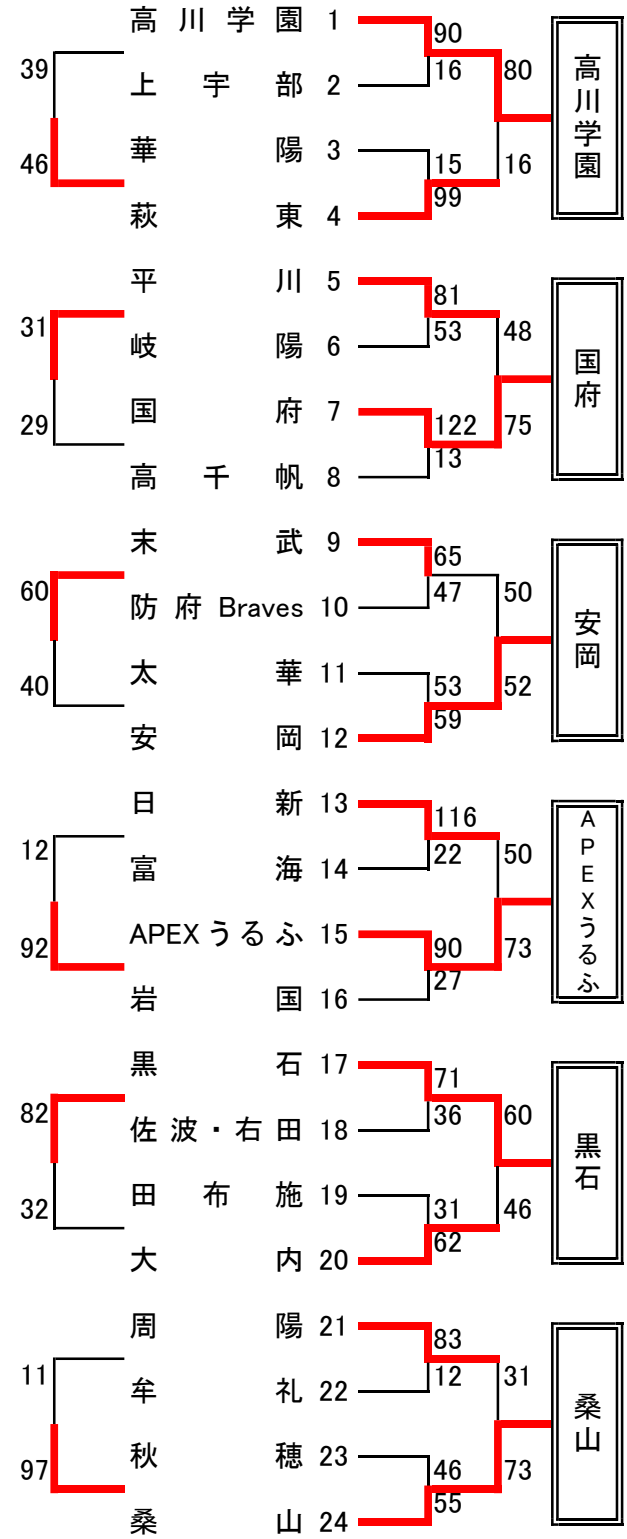 高川学園 1
90
39
16
80
上宇部 2
高川学園
華陽 3
46
15
16
99
萩東 4
平川 5
81
31
53
48
岐陽 6
国府
国府 7
29
122
75
13
高千帆 8
末武 9
65
60
47
50
防府 Braves 10
安岡
太華 11
40
53
52
59
安岡 12
日新 13
116
12
22
50
富海 14
APEXうるふ
APEXうるふ 15
92
90
73
27
岩国 16
黒石 17
71
82
36
60
佐波・右田 18
黒石
田布施 19
32
31
46
62
大内 20
周陽 21
83
11
12
31
牟礼 22
桑山
秋穂 23
97
46
73
55
桑山 24